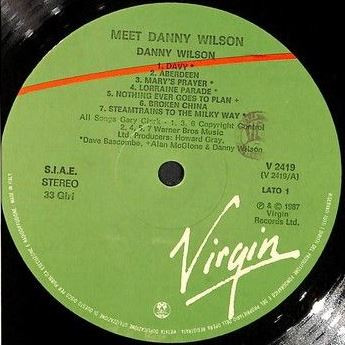 MEET DANNY WILSON
DANNY WILSON
1. DAVY *
2. ABERDEEN
3. MARY'S PRAYER *
4. LORRAINE PARADE *
5. NOTHING EVER GOES TO PLAN +
6. BROKEN CHINA
7. STEAMTRAINS TO THE MILKY WAY
All Songs Gary Clark - 1, 3, 6 Copyright Control
2, 4, 5, 7 Warner Bros Music
Ltd. Producers: Howard Gray,
*Dave Bascombe, +Alan McGlone & Danny Wilson
S.I.A.E.
STEREO
33 Giri
V 2419
(V 2419/A)
LATO 1
℗ & © 1987
Virgin
Records Ltd.
Virgin